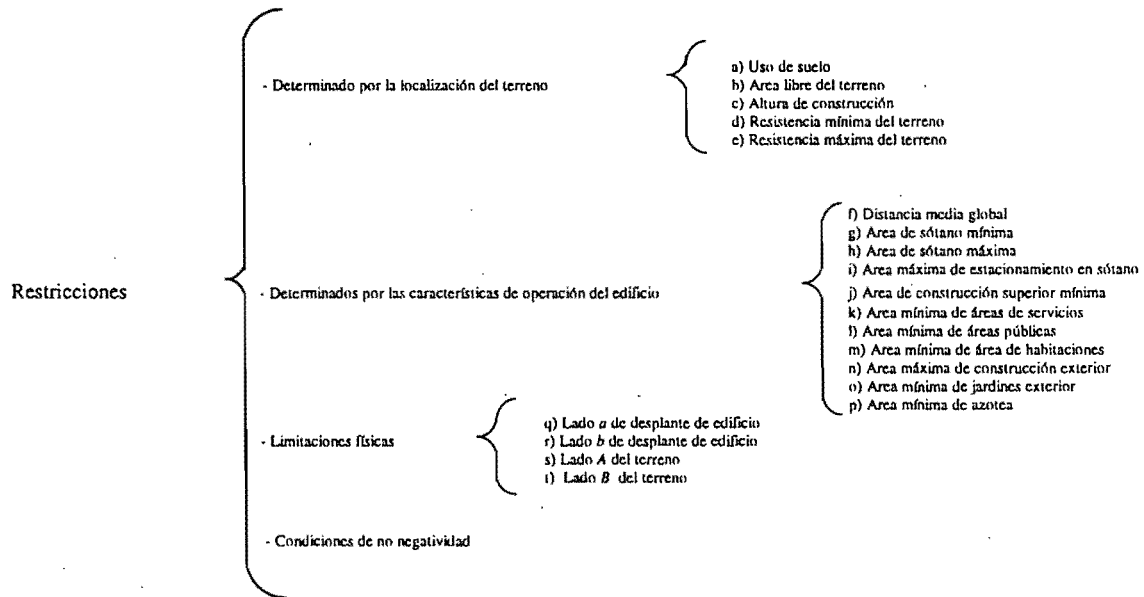 Restricciones
- Determinado por la localización del terreno
a) Uso de suelo
b) Area libre del terreno
c) Altura de construcción
d) Resistencia mínima del terreno
e) Resistencia máxima del terreno
- Determinados por las características de operación del edificio
f) Distancia media global
g) Area de sótano mínima
h) Area de sótano máxima
i) Area máxima de estacionamiento en sótano
j) Area de construcción superior mínima
k) Area mínima de áreas de servicios
l) Area mínima de áreas públicas
m) Area mínima de área de habitaciones
n) Area máxima de construcción exterior
o) Area mínima de jardines exterior
p) Area mínima de azotea
- Limitaciones físicas
q) Lado a de desplante de edificio
r) Lado b de desplante de edificio
s) Lado A del terreno
t) Lado B del terreno
- Condiciones de no negatividad